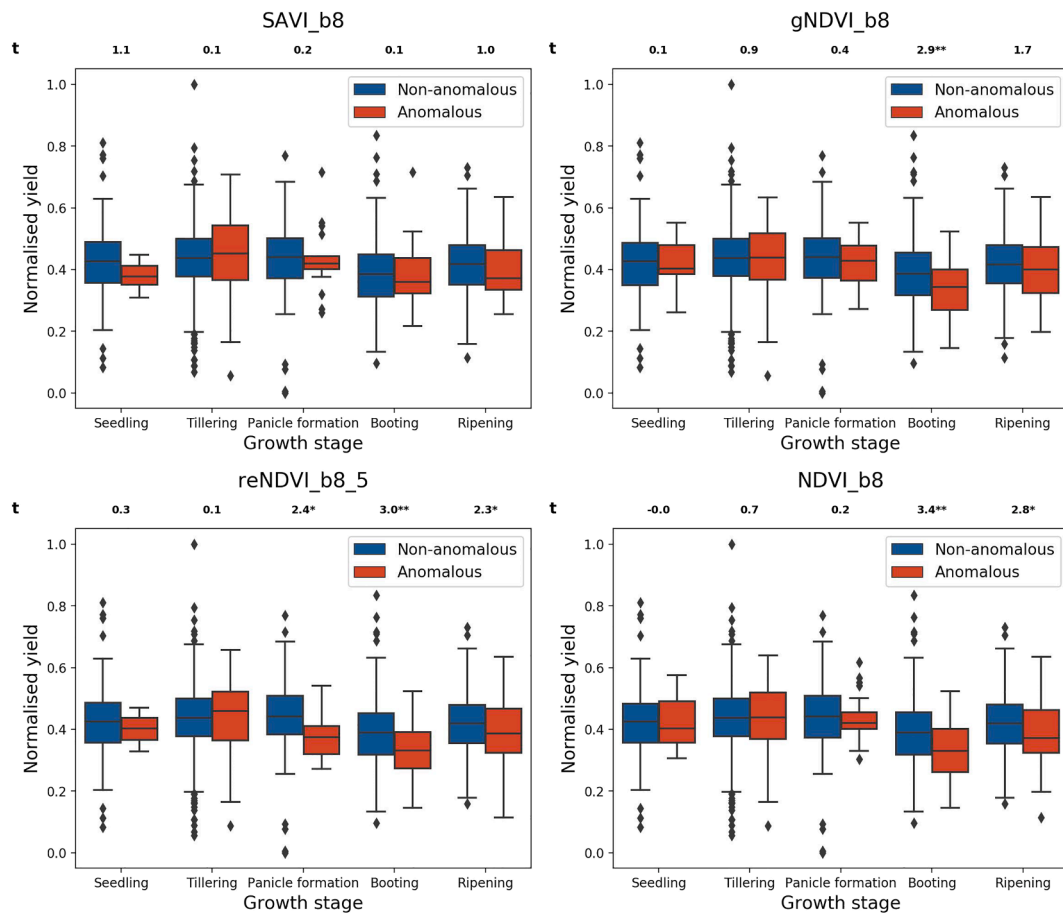 SAVI_b8
t 1.1 0.1 0.2 0.1 1.0
Non-anomalous
Anomalous
Normalised yield
1.0
0.8
0.6
0.4
0.2
0.0
Seedling Tillering Panicle formation Booting Ripening
Growth stage
gNDVI_b8
t 0.1 0.9 0.4 2.9** 1.7
Non-anomalous
Anomalous
Normalised yield
1.0
0.8
0.6
0.4
0.2
0.0
Seedling Tillering Panicle formation Booting Ripening
Growth stage
reNDVI_b8_5
t 0.3 0.1 2.4* 3.0** 2.3*
Non-anomalous
Anomalous
Normalised yield
1.0
0.8
0.6
0.4
0.2
0.0
Seedling Tillering Panicle formation Booting Ripening
Growth stage
NDVI_b8
t -0.0 0.7 0.2 3.4** 2.8*
Non-anomalous
Anomalous
Normalised yield
1.0
0.8
0.6
0.4
0.2
0.0
Seedling Tillering Panicle formation Booting Ripening
Growth stage